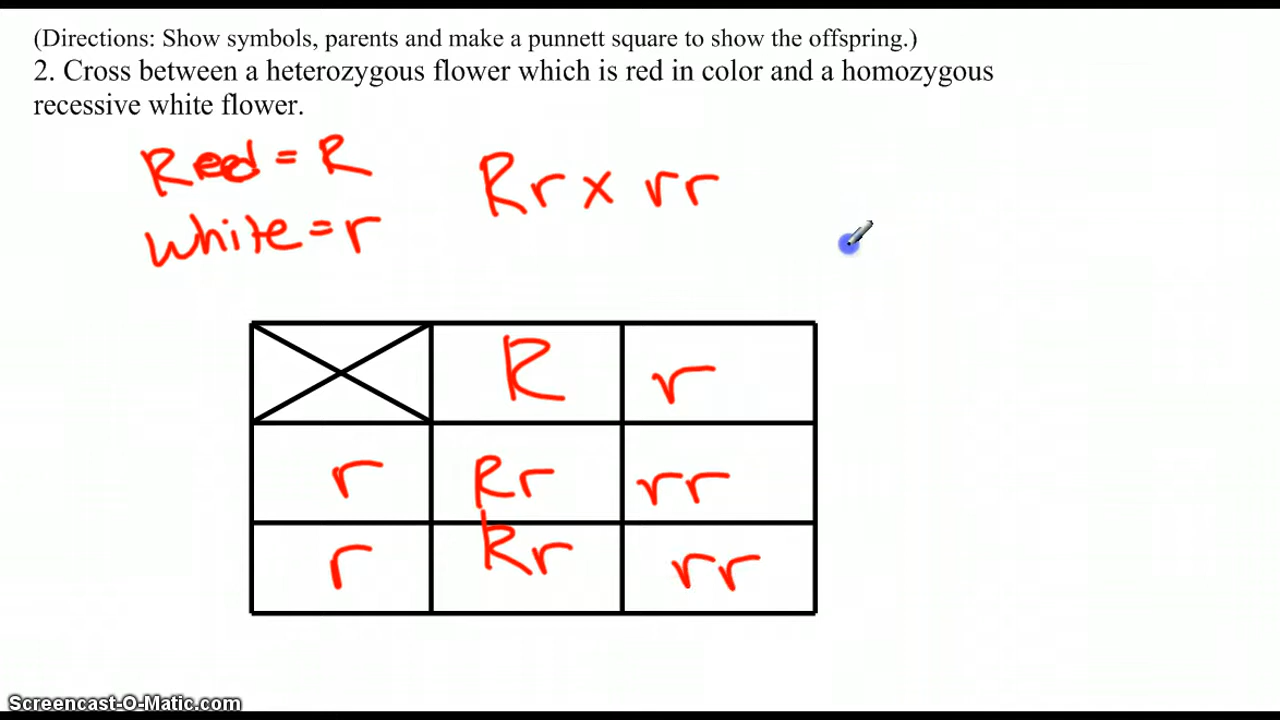 (Directions: Show symbols, parents and make a punnett square to show the offspring.)
2. Cross between a heterozygous flower which is red in color and a homozygous
recessive white flower.
Red = R
White = r
Rr x rr
R r
r Rr rr
r Rr rr
Screencast-O-Matic.com